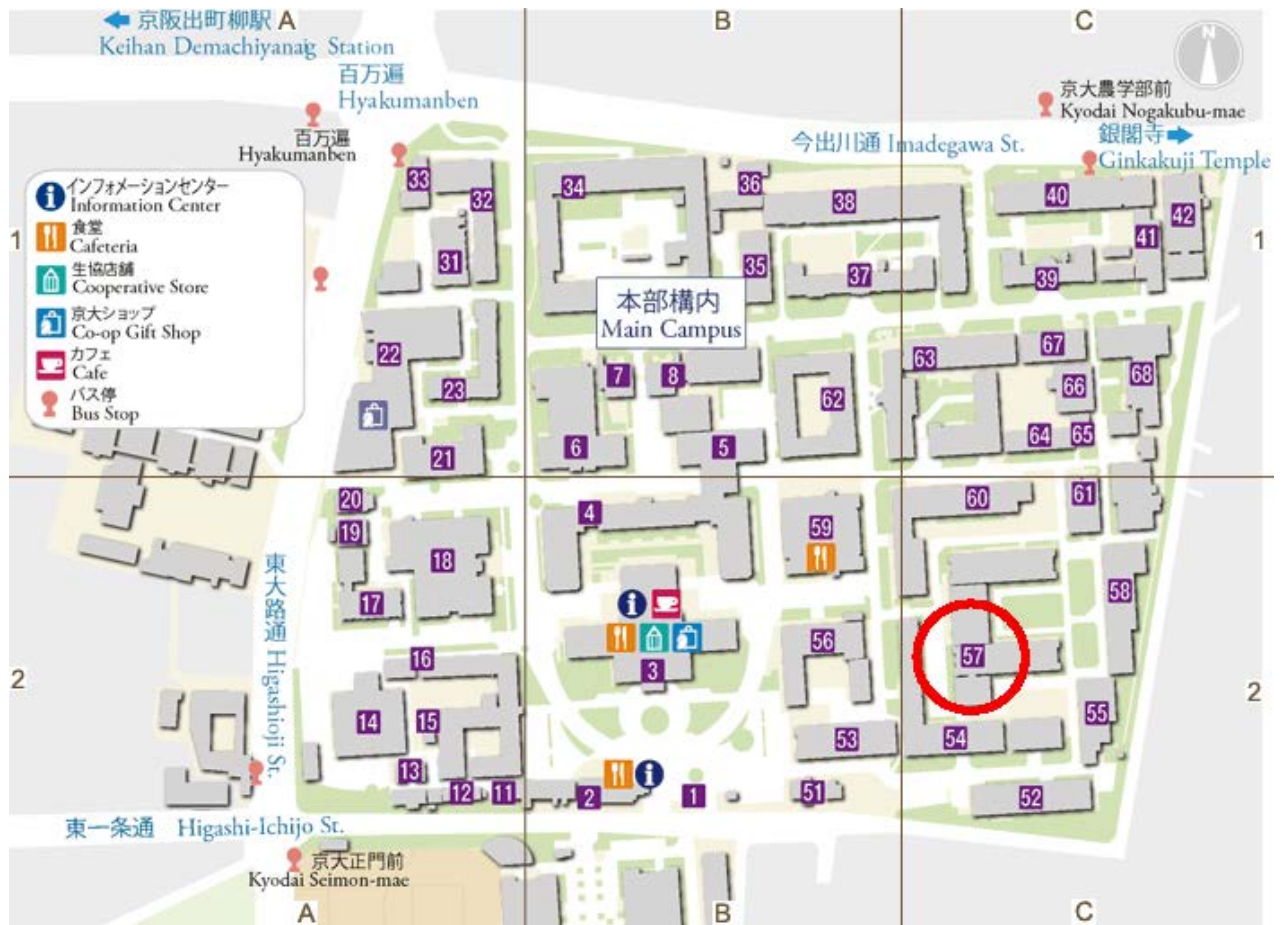 京阪出町柳駅
Keihan Demachiyanaig Station
A
B
C
N
百万遍
Hyakumanben
百万遍
Hyakumanben
京大農学部前
Kyodai Nogakubu-mae
今出川通 Imadegawa St.
銀閣寺
Ginkakuji Temple
インフォメーションセンター
Information Center
食堂
Cafeteria
生協店舗
Cooperative Store
京大ショップ
Co-op Gift Shop
カフェ
Cafe
バス停
Bus Stop
1
1
33
32
31
34
36
38
35
37
40
42
41
39
本部構内
Main Campus
22
23
21
7
8
6
5
62
63
67
66
68
64
65
20
19
18
17
4
59
60
61
58
東大路通 Higashioji St.
16
14
15
13
12
11
3
56
57
53
54
55
2
2
2
1
51
52
東一条通 Higashi-Ichijo St.
京大正門前
Kyodai Seimon-mae
A
B
C